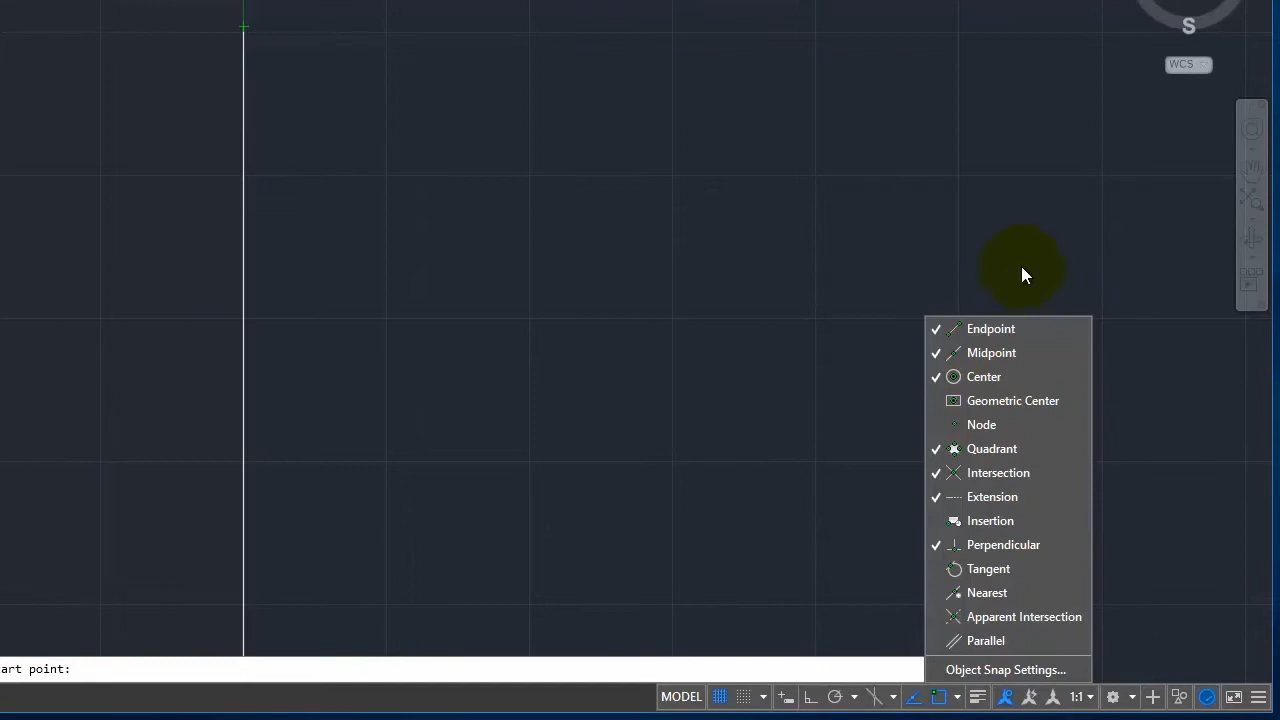 S
WCS
Endpoint
Midpoint
Center
Geometric Center
Node
Quadrant
Intersection
Extension
Insertion
Perpendicular
Tangent
Nearest
Apparent Intersection
Parallel
Object Snap Settings...
art point:
MODEL
1:1